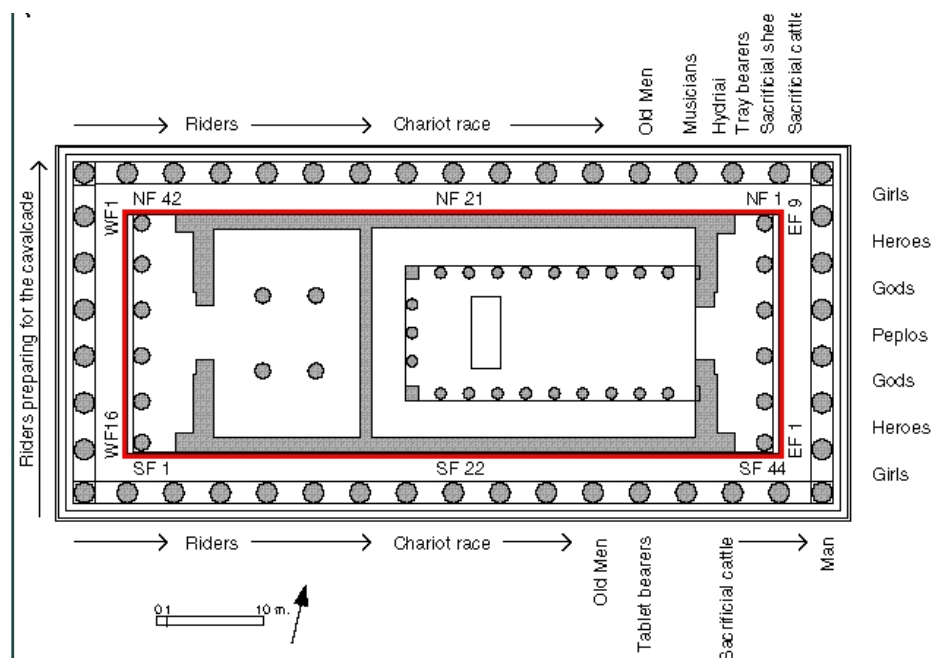 Old Men
Musicians
Hydriai
Tray bearers
Sacrificial shee
Sacrificial cattle
Riders
Chariot race
Riders preparing for the cavalcade
WF1
NF 42
NF 21
NF 1
EF 9
Girls
Heroes
Gods
Peplos
Gods
Heroes
Girls
WF16
SF 1
SF 22
SF 44
EF 1
Riders
Chariot race
Old Men
Tablet bearers
Sacrificial cattle
Man
0 1 10 m.